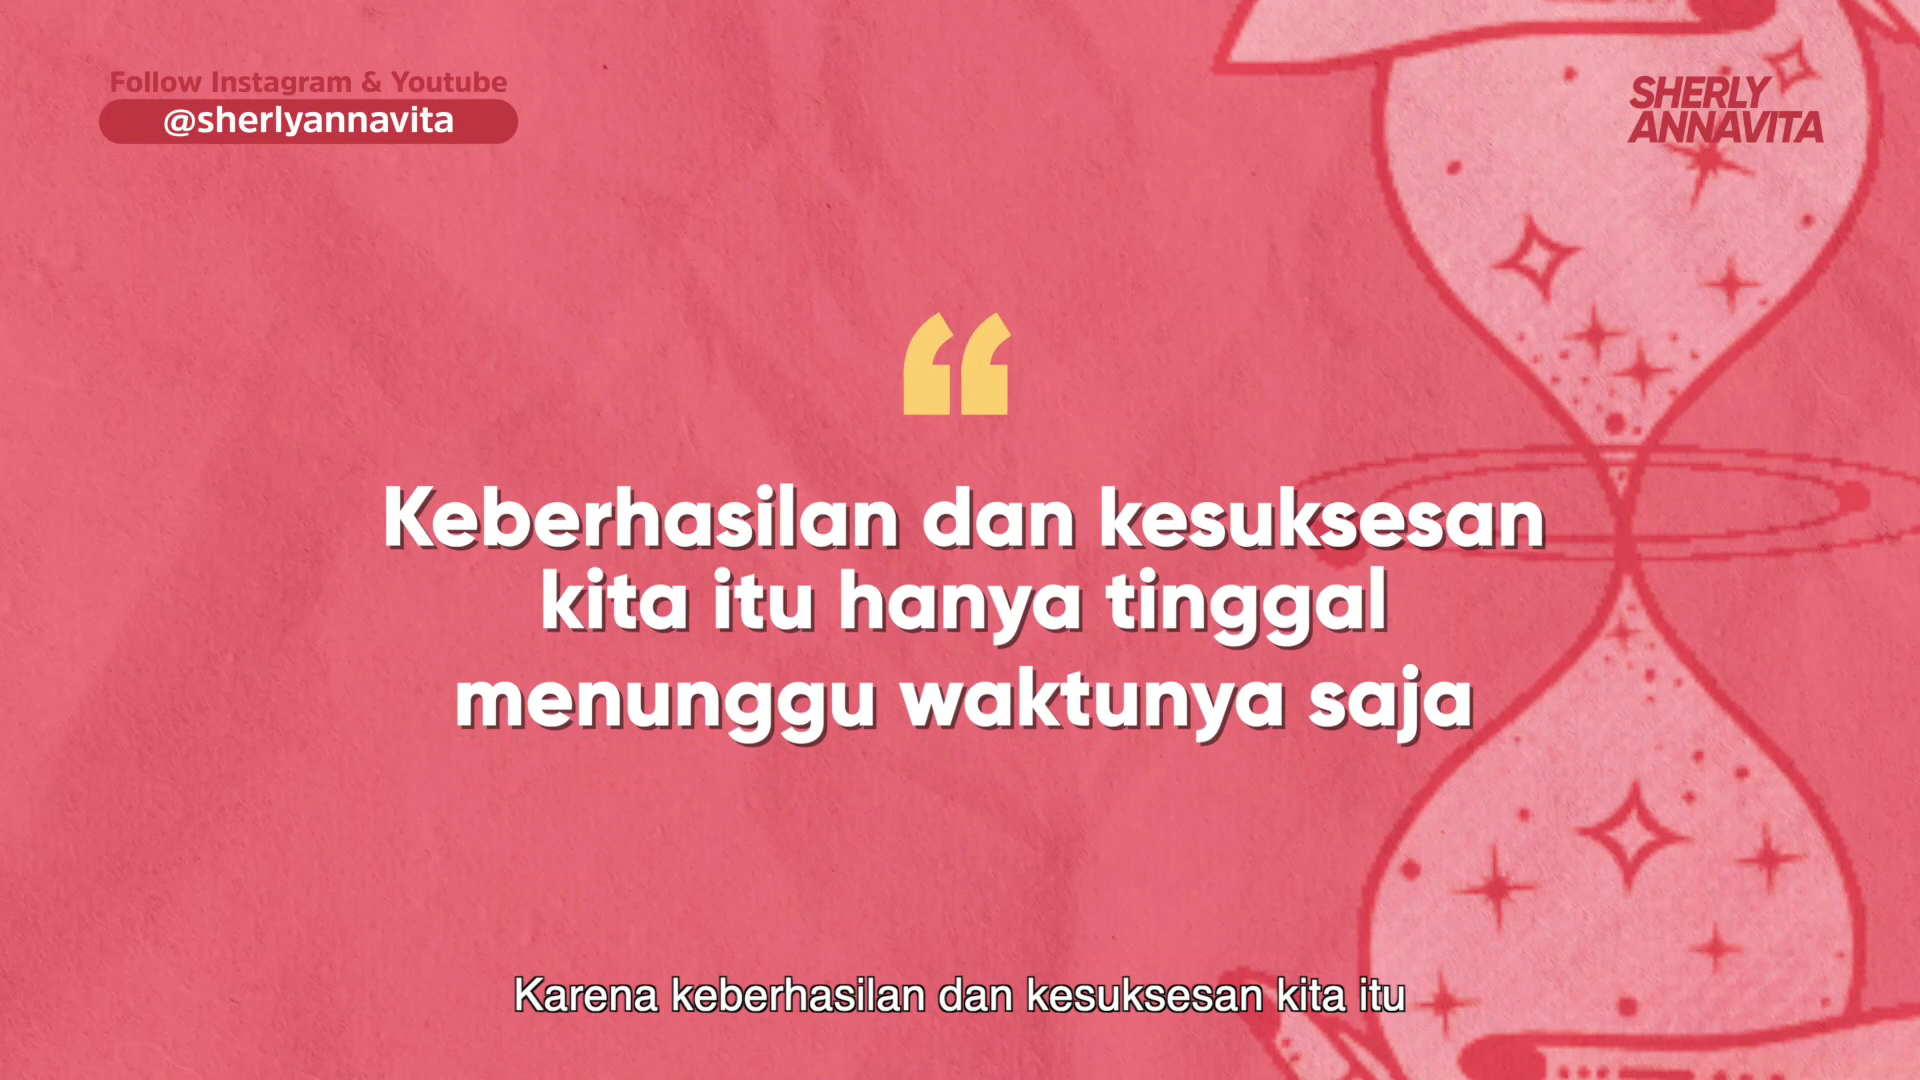 Follow Instagram & Youtube
@sherlyannavita
SHERLY
ANNAVITA
“
Keberhasilan dan kesuksesan
kita itu hanya tinggal
menunggu waktunya saja
Karena keberhasilan dan kesuksesan kita itu